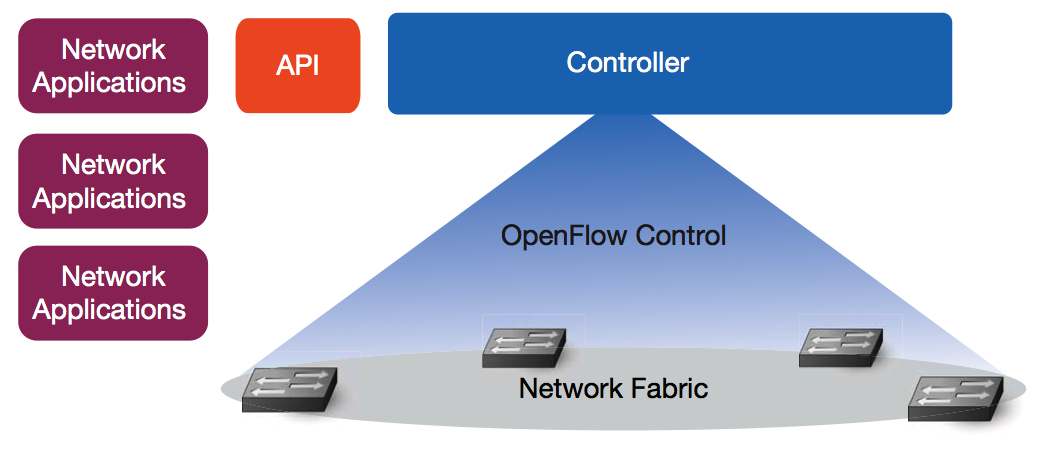 Network
Applications
API
Controller
Network
Applications
OpenFlow Control
Network
Applications
Network Fabric